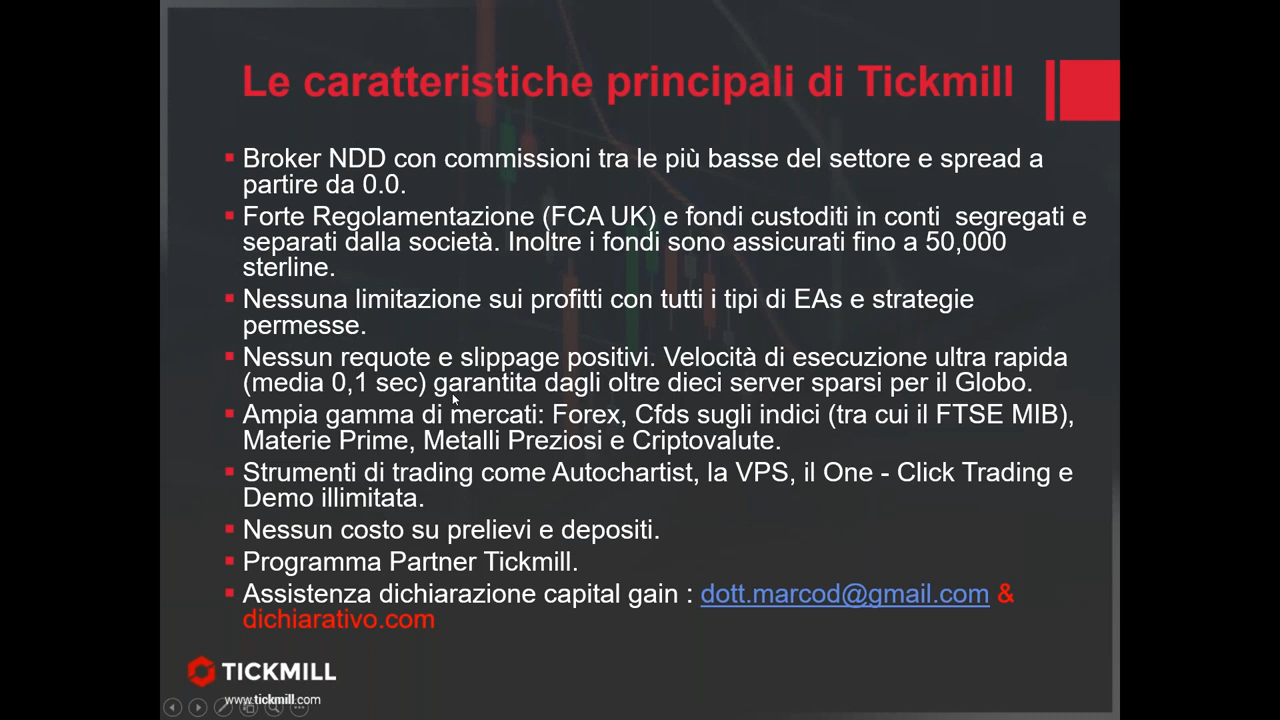 Le caratteristiche principali di Tickmill
Broker NDD con commissioni tra le più basse del settore e spread a
partire da 0.0.
Forte Regolamentazione (FCA UK) e fondi custoditi in conti  segregati e
separati dalla società. Inoltre i fondi sono assicurati fino a 50,000
sterline.
Nessuna limitazione sui profitti con tutti i tipi di EAs e strategie
permesse.
Nessun requote e slippage positivi. Velocità di esecuzione ultra rapida
(media 0,1 sec) garantita dagli oltre dieci server sparsi per il Globo.
Ampia gamma di mercati: Forex, Cfds sugli indici (tra cui il FTSE MIB),
Materie Prime, Metalli Preziosi e Criptovalute.
Strumenti di trading come Autochartist, la VPS, il One - Click Trading e
Demo illimitata.
Nessun costo su prelievi e depositi.
Programma Partner Tickmill.
Assistenza dichiarazione capital gain : dott.marcod@gmail.com &
dichiarativo.com
TICKMILL
www.tickmill.com